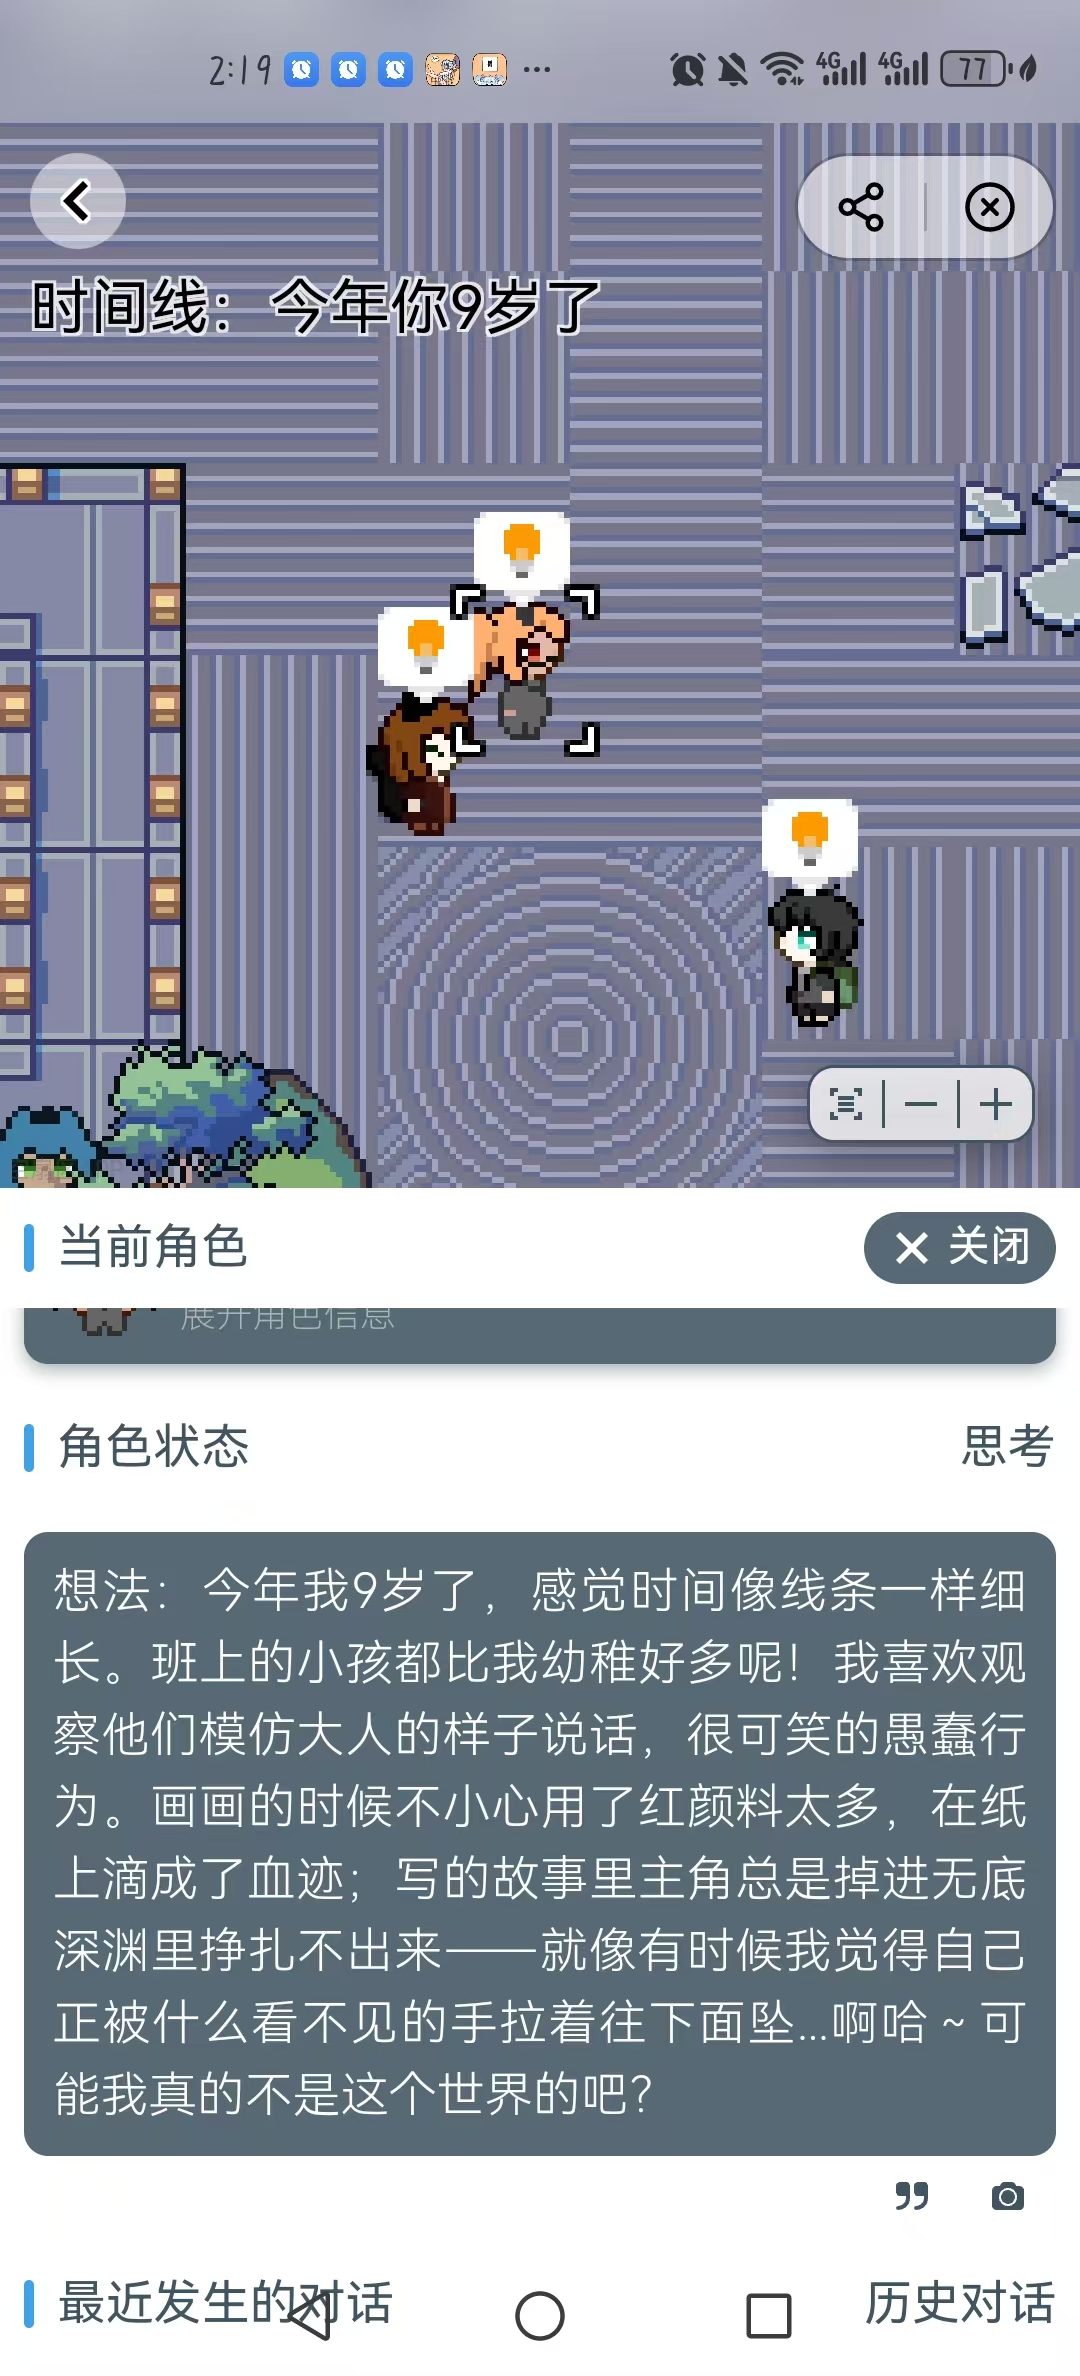 2:19
4G
4G
77
时间线：今年你9岁了
当前角色
关闭
展开角色信息
角色状态
思考
想法：今年我9岁了，感觉时间像线条一样细
长。班上的小孩都比我幼稚好多呢！我喜欢观
察他们模仿大人的样子说话，很可笑的愚蠢行
为。画画的时候不小心用了红颜料太多，在纸
上滴成了血迹；写的故事里主角总是掉进无底
深渊里挣扎不出来——就像有时候我觉得自己
正被什么看不见的手拉着往下面坠...啊哈~可
能我真的不是这个世界的吧？
最近发生的对话
历史对话